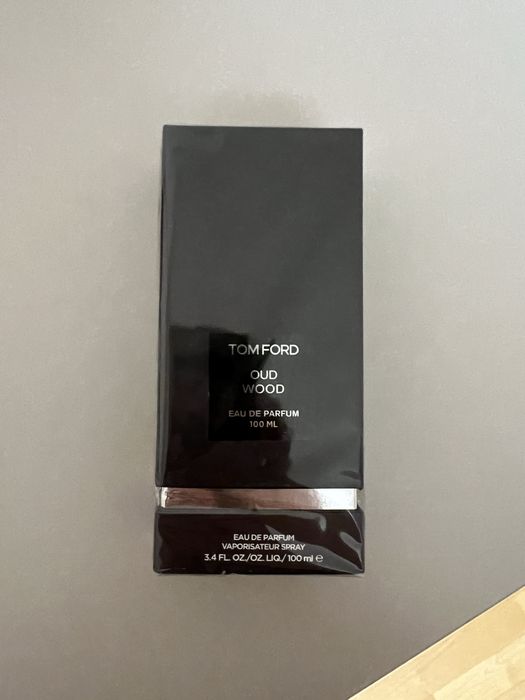 TOM FORD
OUD
WOOD
EAU DE PARFUM
100 ML
EAU DE PARFUM
VAPORISATEUR SPRAY
3.4 FL. OZ./OZ. LIQ./100 ml ℮